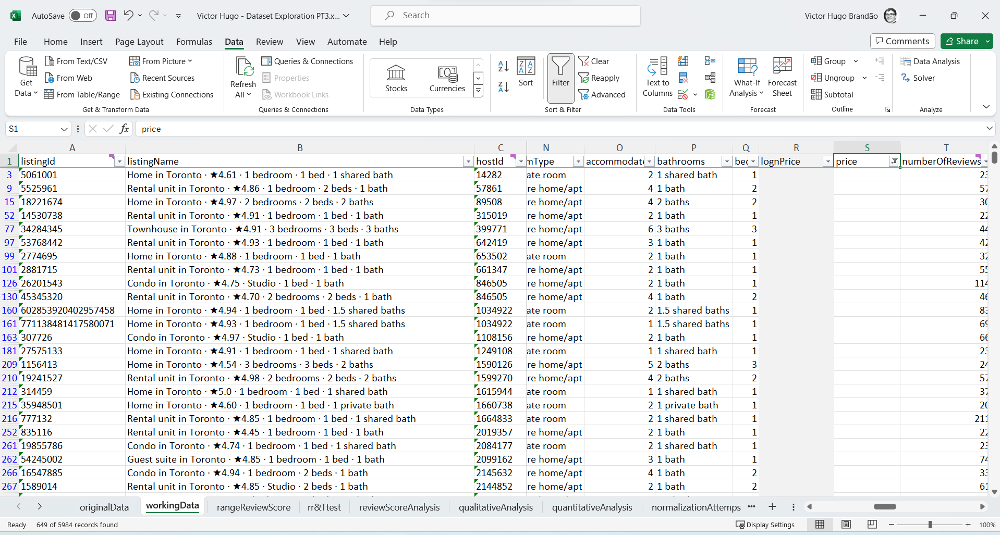 AutoSave Off Victor Hugo - Dataset Exploration PT3.x... Search Victor Hugo Brandão
File Home Insert Page Layout Formulas Data Review View Automate Help Comments Share
Get Data From Text/CSV From Web From Table/Range From Picture Recent Sources Existing Connections
Get & Transform Data
Refresh All Queries & Connections Properties Workbook Links
Queries & Connections
Stocks Currencies
Data Types
Sort Filter Clear Reapply Advanced
Sort & Filter
Text to Columns
Data Tools
What-If Analysis Forecast Sheet
Forecast
Group Ungroup Subtotal
Outline
Data Analysis Solver
Analyze
S1 fx price
A B C N O P Q R S T
1 listingId listingName hostId mType accommodat bathrooms bed lognPrice price numberOfReviews
3 5061001 Home in Toronto · ★4.61 · 1 bedroom · 1 bed · 1 shared bath 14282 ate room 2 1 shared bath 1 23
9 5525961 Rental unit in Toronto · ★4.86 · 1 bedroom · 2 beds · 1 bath 57861 re home/apt 4 1 bath 2 57
15 18221674 Home in Toronto · ★4.97 · 2 bedrooms · 2 beds · 2 baths 89508 re home/apt 4 2 baths 2 30
52 14530738 Rental unit in Toronto · ★4.91 · 1 bedroom · 1 bed · 1 bath 315019 re home/apt 2 1 bath 1 22
77 34284345 Townhouse in Toronto · ★4.91 · 3 bedrooms · 3 beds · 3 baths 399771 re home/apt 6 3 baths 3 44
97 53768442 Rental unit in Toronto · ★4.93 · 1 bedroom · 1 bed · 1 bath 642419 re home/apt 3 1 bath 1 42
99 2774695 Home in Toronto · ★4.88 · 1 bedroom · 1 bed · 1 bath 653502 ate room 2 1 bath 1 32
101 2881715 Rental unit in Toronto · ★4.73 · 1 bedroom · 1 bed · 1 bath 661347 re home/apt 2 1 bath 1 55
126 26201543 Condo in Toronto · ★4.75 · Studio · 1 bed · 1 bath 846505 re home/apt 2 1 bath 1 114
130 45345320 Rental unit in Toronto · ★4.70 · 2 bedrooms · 2 beds · 1 bath 846505 re home/apt 4 1 bath 2 46
160 602853920402957458 Home in Toronto · ★4.94 · 1 bedroom · 1 bed · 1.5 shared baths 1034922 ate room 2 1.5 shared baths 1 83
161 771138481417580071 Home in Toronto · ★4.93 · 1 bedroom · 1 bed · 1.5 shared baths 1034922 ate room 1 1.5 shared baths 1 69
163 307726 Condo in Toronto · ★4.97 · Studio · 1 bed · 1 bath 1108156 re home/apt 2 1 bath 1 66
181 27575133 Home in Toronto · ★4.91 · 1 bedroom · 1 bed · 1 shared bath 1249108 ate room 1 1 shared bath 1 23
209 1156413 Home in Toronto · ★4.54 · 3 bedrooms · 3 beds · 2 baths 1590126 re home/apt 5 2 baths 3 24
210 19241527 Rental unit in Toronto · ★4.98 · 2 bedrooms · 2 beds · 2 baths 1599270 re home/apt 4 2 baths 2 57
212 314459 Home in Toronto · ★5.0 · 1 bedroom · 1 bed · 1 shared bath 1615944 ate room 1 1 shared bath 1 37
215 35948501 Home in Toronto · ★4.60 · 1 bedroom · 1 bed · 1 private bath 1660738 ate room 2 1 private bath 1 20
216 777132 Rental unit in Toronto · ★4.85 · 1 bedroom · 1 bed · 1 shared bath 1664833 ate room 2 1 shared bath 1 211
252 835116 Rental unit in Toronto · ★4.45 · 1 bedroom · 1 bed · 1 bath 2019357 re home/apt 2 1 bath 1 22
261 19855786 Condo in Toronto · ★4.74 · 1 bedroom · 1 bed · 1 shared bath 2084177 ate room 2 1 shared bath 1 23
262 54245002 Guest suite in Toronto · ★4.85 · 1 bedroom · 1 bed · 1 bath 2099162 re home/apt 3 1 bath 1 74
266 16547885 Condo in Toronto · ★4.94 · 1 bedroom · 2 beds · 1 bath 2145632 re home/apt 4 1 bath 2 33
267 1589014 Rental unit in Toronto · ★4.85 · Studio · 2 beds · 1 bath 2144852 re home/apt 2 1 bath 2 61
originalData workingData rangeReviewScore rr&Ttest reviewScoreAnalysis qualitativeAnalysis quantitativeAnalysis normalizationAttemps
Ready 649 of 5984 records found Display Settings 100%